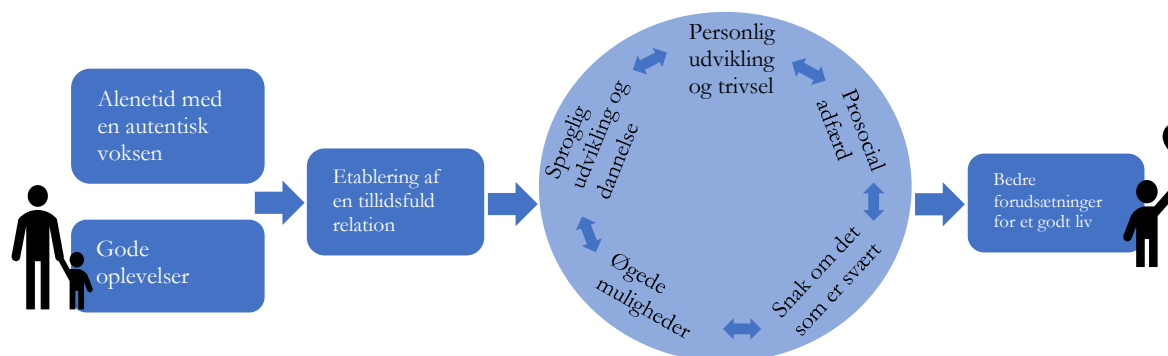 Alenetid med
en autentisk
voksen
Gode
oplevelser
Etablering af
en tillidsfuld
relation
Personlig
udvikling
og trivsel
Prosocial
adfærd
Snak om det
som er svært
Øgede
muligheder
Sproglig
udvikling og
dannelse
Bedre
forudsætninger
for et godt liv